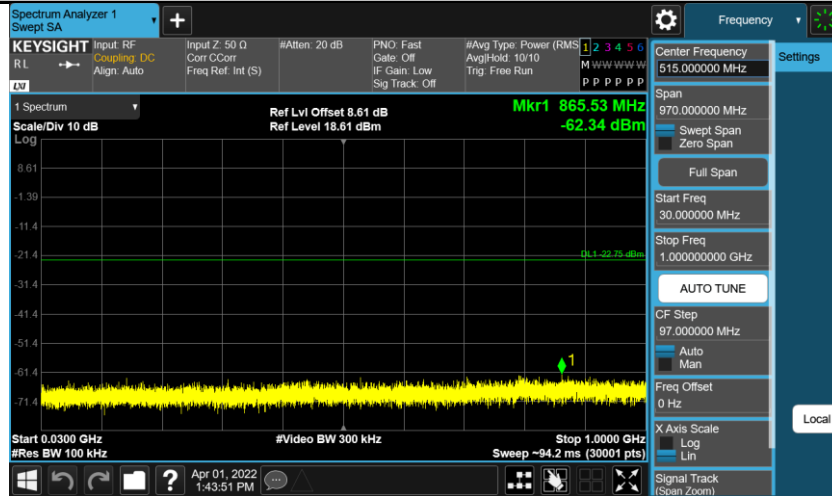 Spectrum Analyzer 1
Swept SA
+
Frequency
KEYSIGHT
Input: RF
Input Z: 50 Ω
#Atten: 20 dB
PNO: Fast
#Avg Type: Power (RMS
1 2 3 4 5 6
RL
Coupling: DC
Corr CCorr
Gate: Off
Avg|Hold: 10/10
M W W W W W
Align: Auto
Freq Ref: Int (S)
IF Gain: Low
Trig: Free Run
Sig Track: Off
P P P P P P
LXI
1 Spectrum
Scale/Div 10 dB
Ref Lvl Offset 8.61 dB
Ref Level 18.61 dBm
Mkr1 865.53 MHz
-62.34 dBm
Log
8.61
-1.39
-11.4
-21.4
DL1 -22.75 dBm
-31.4
-41.4
-51.4
-61.4
1
-71.4
Start 0.0300 GHz
#Video BW 300 kHz
Stop 1.0000 GHz
#Res BW 100 kHz
Sweep ~94.2 ms (30001 pts)
?
Apr 01, 2022
1:43:51 PM
Center Frequency
515.000000 MHz
Settings
Span
970.000000 MHz
Swept Span
Zero Span
Full Span
Start Freq
30.000000 MHz
Stop Freq
1.000000000 GHz
AUTO TUNE
CF Step
97.000000 MHz
Auto
Man
Freq Offset
0 Hz
Local
X Axis Scale
Log
Lin
Signal Track
(Span Zoom)